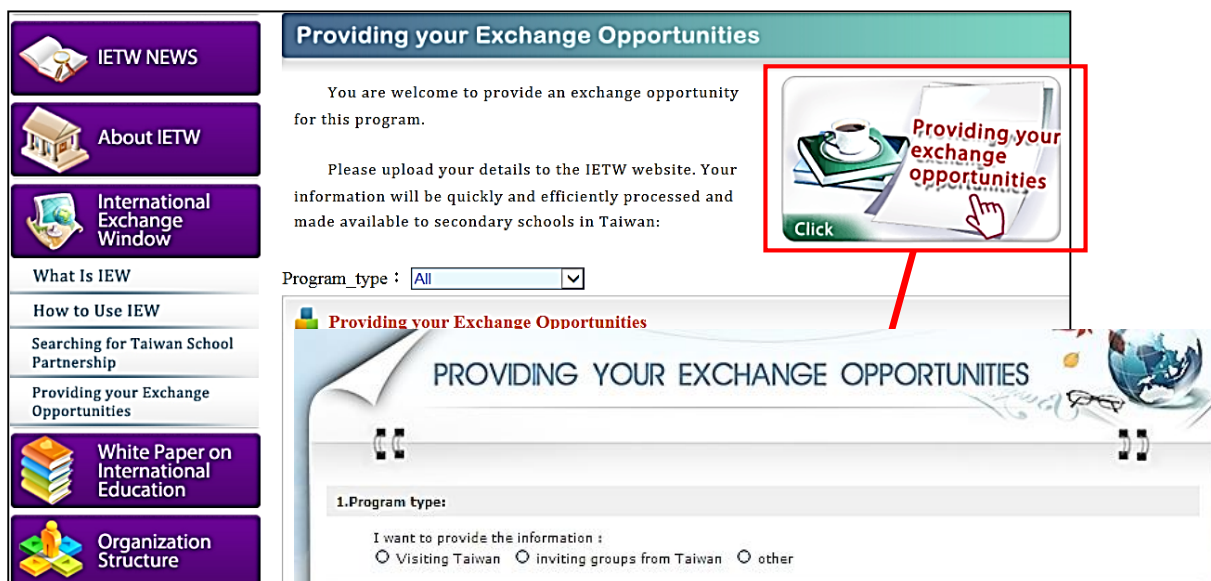 IETW NEWS
About IETW
International
Exchange
Window
What Is IEW
How to Use IEW
Searching for Taiwan School
Partnership
Providing your Exchange
Opportunities
White Paper on
International
Education
Organization
Structure
Providing your Exchange Opportunities
You are welcome to provide an exchange opportunity
for this program.
Please upload your details to the IETW website. Your
information will be quickly and efficiently processed and
made available to secondary schools in Taiwan:
Providing your
exchange
opportunities
Click
Program_type： All
Providing your Exchange Opportunities
PROVIDING YOUR EXCHANGE OPPORTUNITIES
1.Program type:
I want to provide the information :
Visiting Taiwan inviting groups from Taiwan other